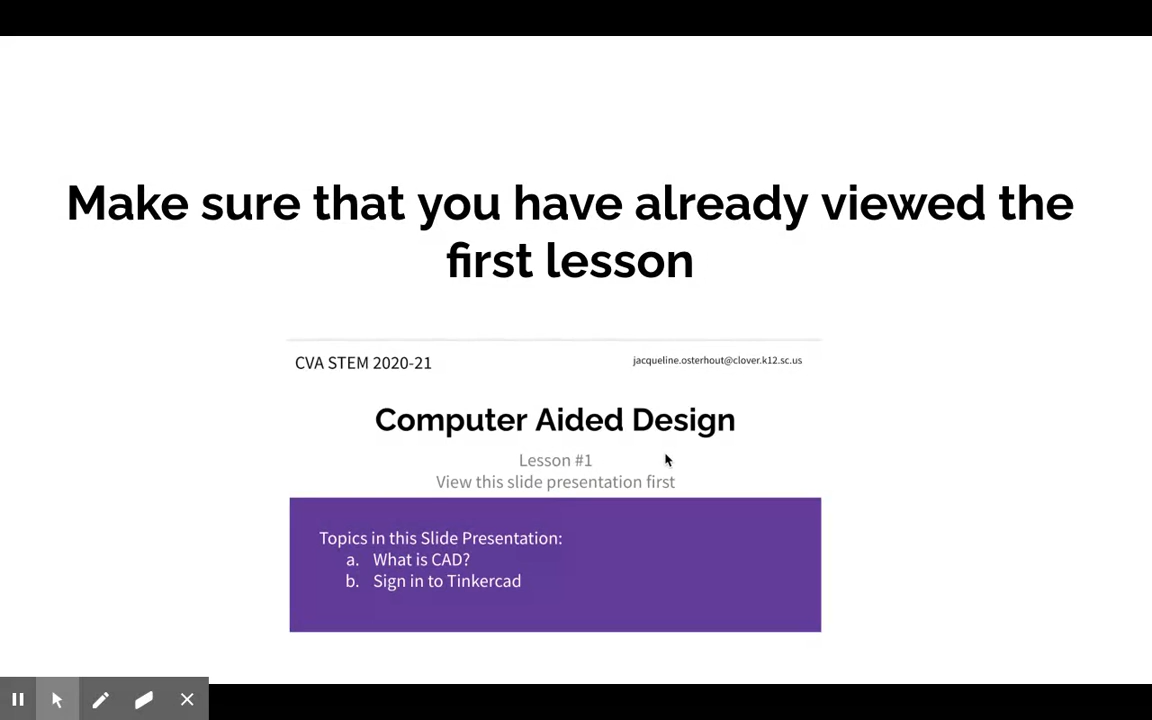 Make sure that you have already viewed the
first lesson
CVA STEM 2020-21
jacqueline.osterhout@clover.k12.sc.us
Computer Aided Design
Lesson #1
View this slide presentation first
Topics in this Slide Presentation:
a. What is CAD?
b. Sign in to Tinkercad